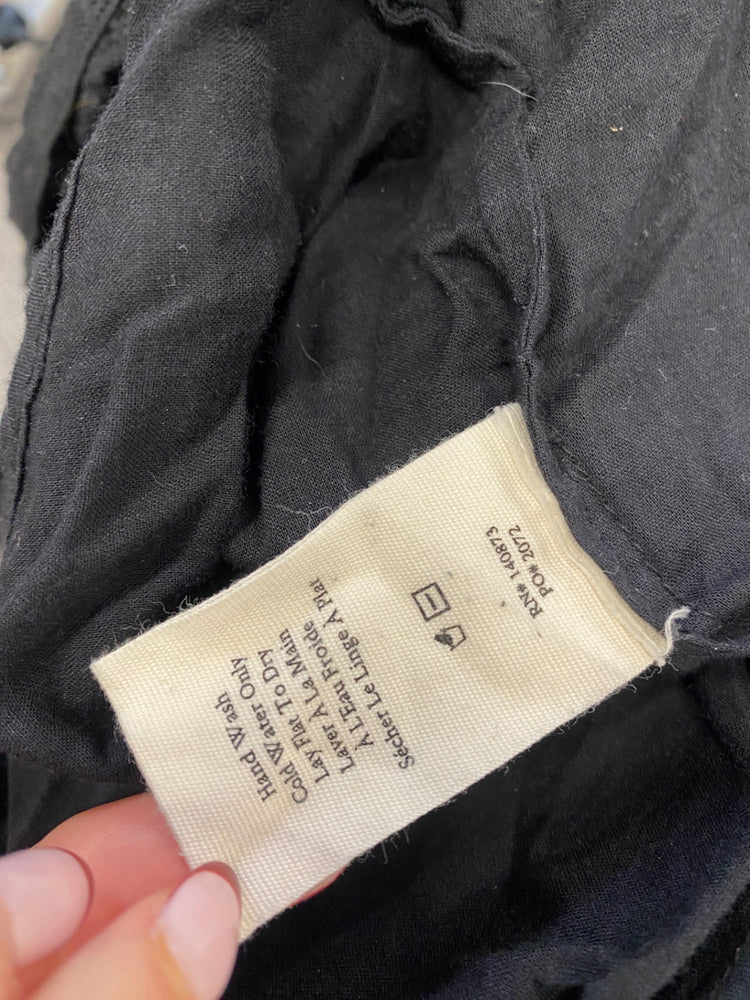 Hand Wash
Cold Water Only
Lay Flat To Dry
Laver A La Main
A L'Eau Froide
Secher Le Linge A Plat
RN# 140873
PO# 2072